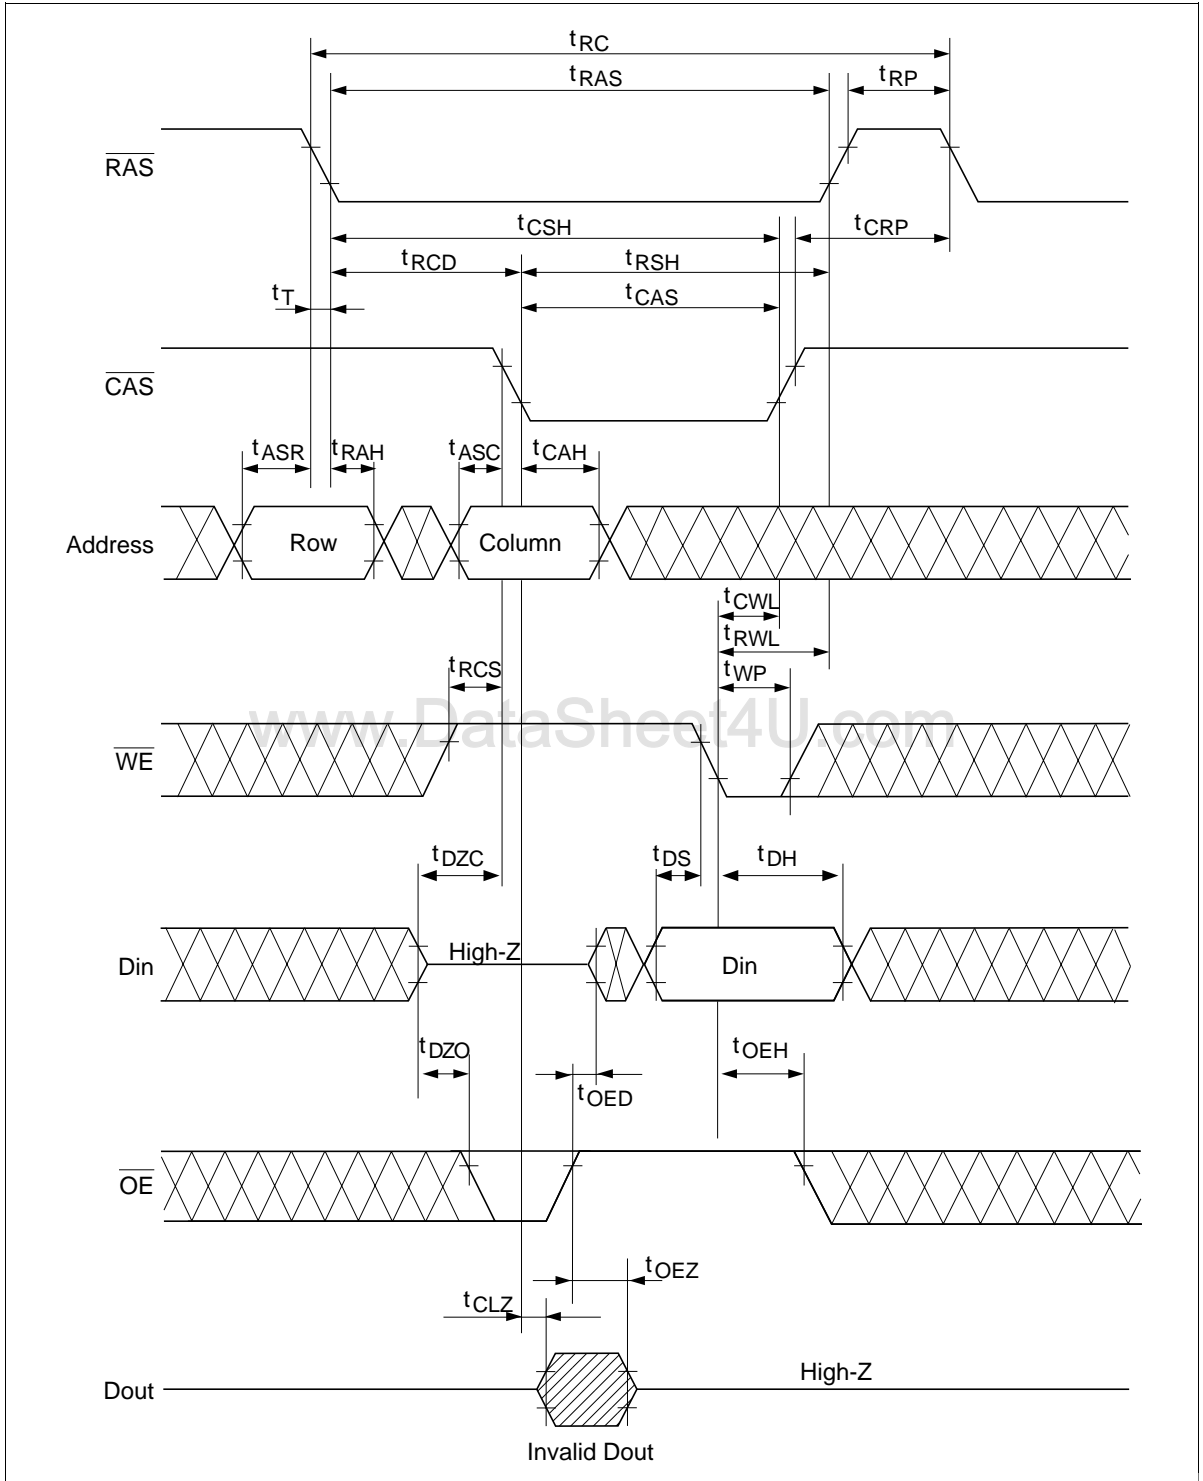 tRC
tRAS
tRP
RAS
tCSH
tCRP
tRCD
tRSH
tT
tCAS
CAS
tASR
tRAH
tASC
tCAH
Address
Row
Column
tCWL
tRWL
tRCS
tWP
www.DataSheet4U.com
WE
tDZC
tDS
tDH
High-Z
Din
Din
tDZO
tOEH
tOED
OE
tOEZ
tCLZ
High-Z
Dout
Invalid Dout